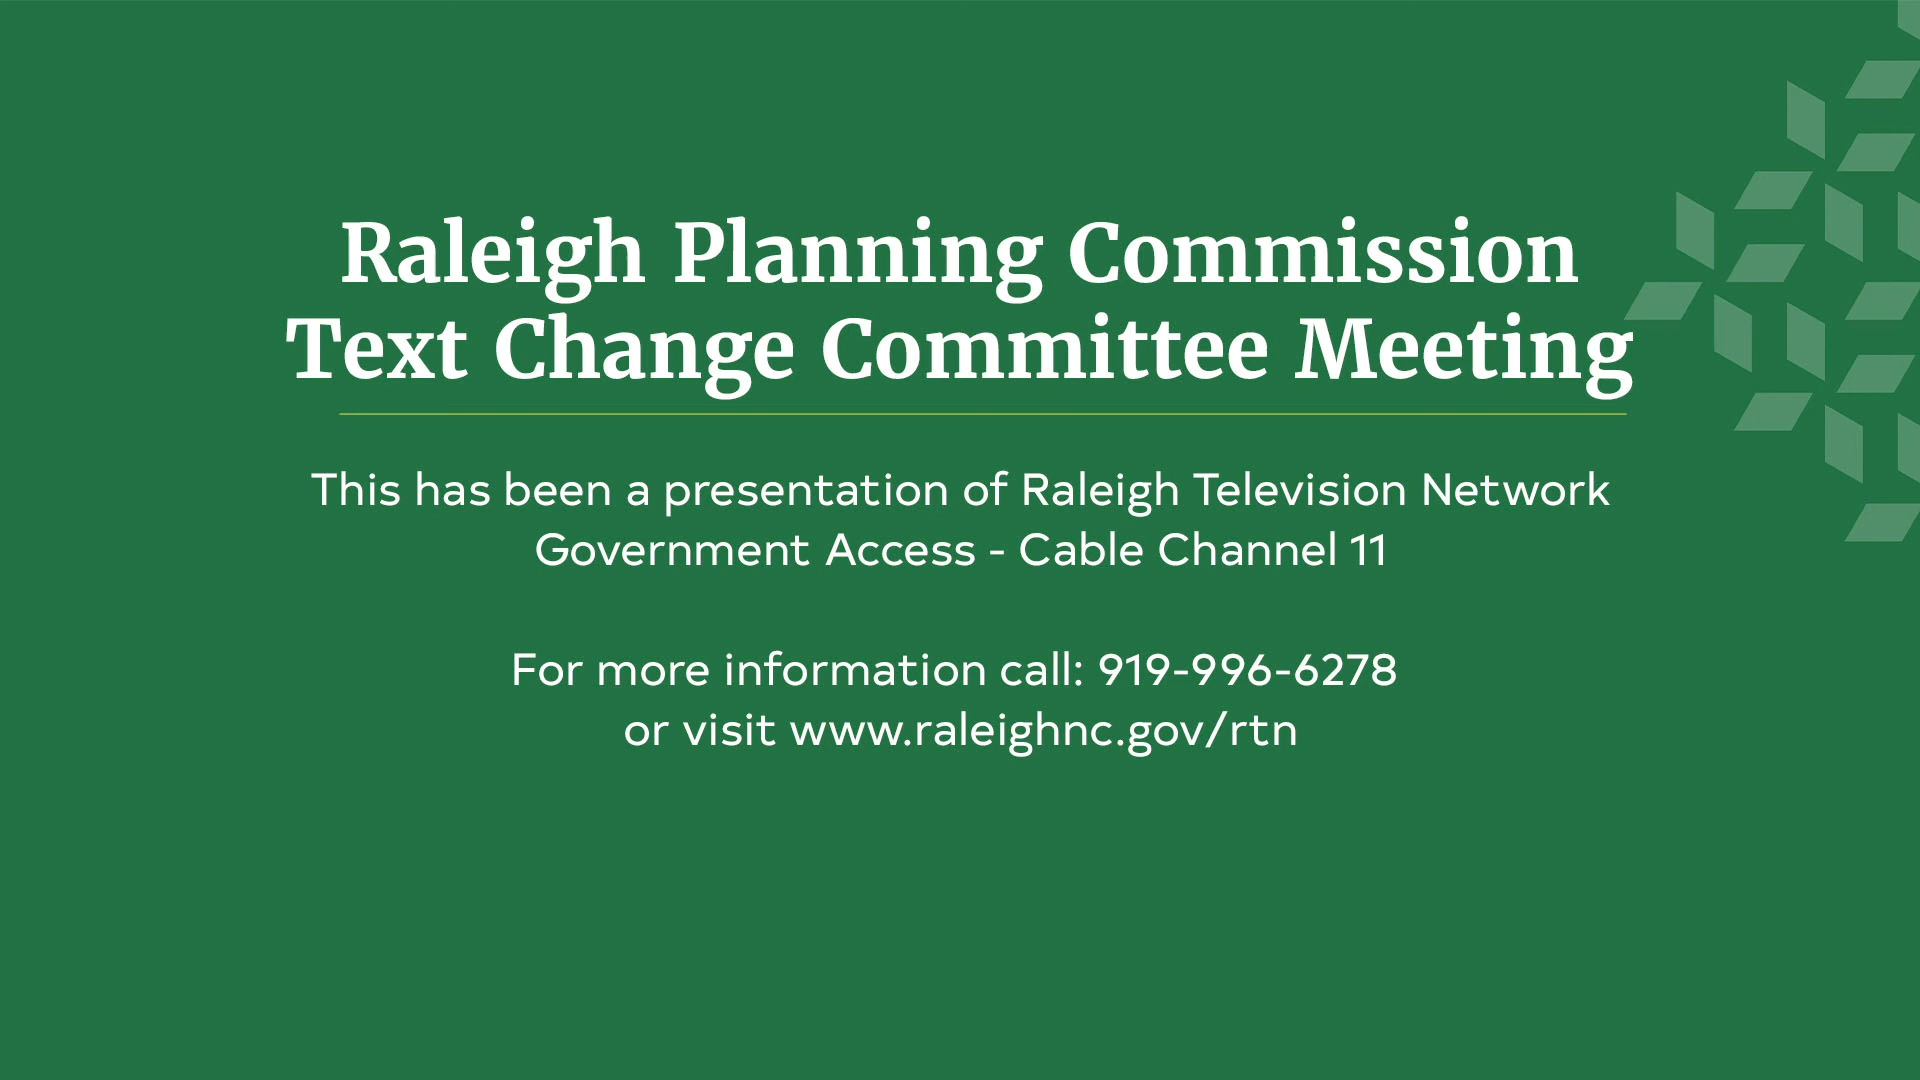 Raleigh Planning Commission
Text Change Committee Meeting
This has been a presentation of Raleigh Television Network
Government Access - Cable Channel 11
For more information call: 919-996-6278
or visit www.raleighnc.gov/rtn